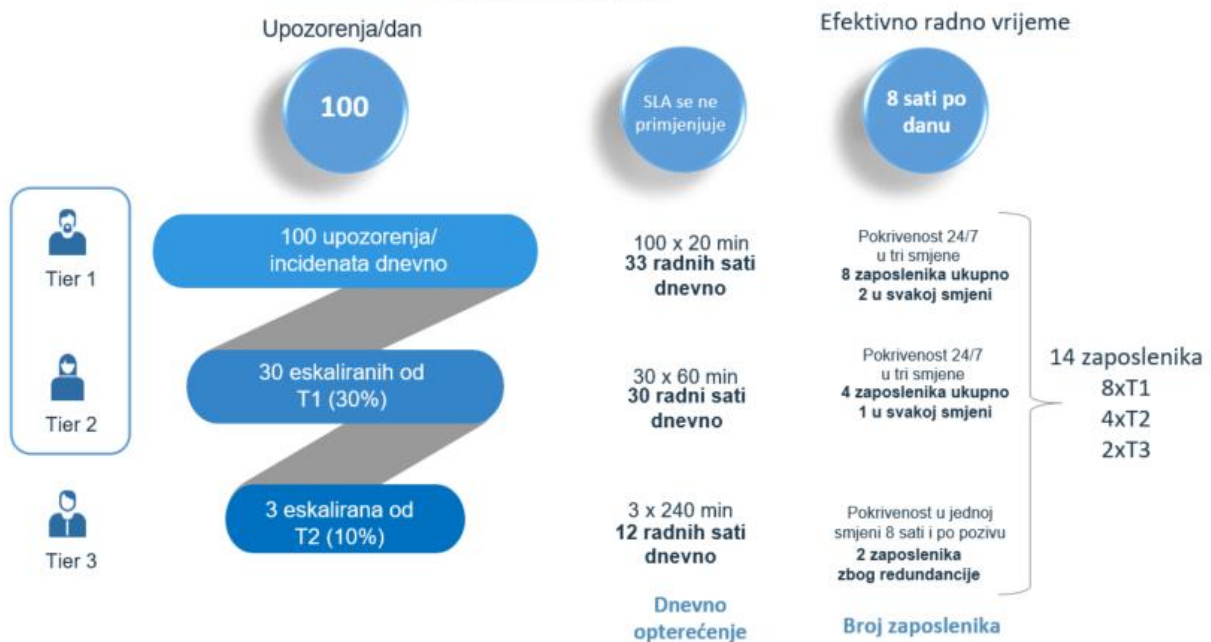 Upozorenja/dan
Efektivno radno vrijeme
100
SLA se ne
primjenjuje
8 sati po
danu
Tier 1
100 upozorenja/
incidenata dnevno
100 x 20 min
33 radnih sati
dnevno
Pokrivenost 24/7
u tri smjene
8 zaposlenika ukupno
2 u svakoj smjeni
Tier 2
30 eskaliranih od
T1 (30%)
30 x 60 min
30 radni sati
dnevno
Pokrivenost 24/7
u tri smjene
4 zaposlenika ukupno
1 u svakoj smjeni
14 zaposlenika
8xT1
4xT2
2xT3
Tier 3
3 eskalirana od
T2 (10%)
3 x 240 min
12 radnih sati
dnevno
Pokrivenost u jednoj
smjeni 8 sati i po pozivu
2 zaposlenika
zbog redundancije
Dnevno
opterećenje
Broj zaposlenika